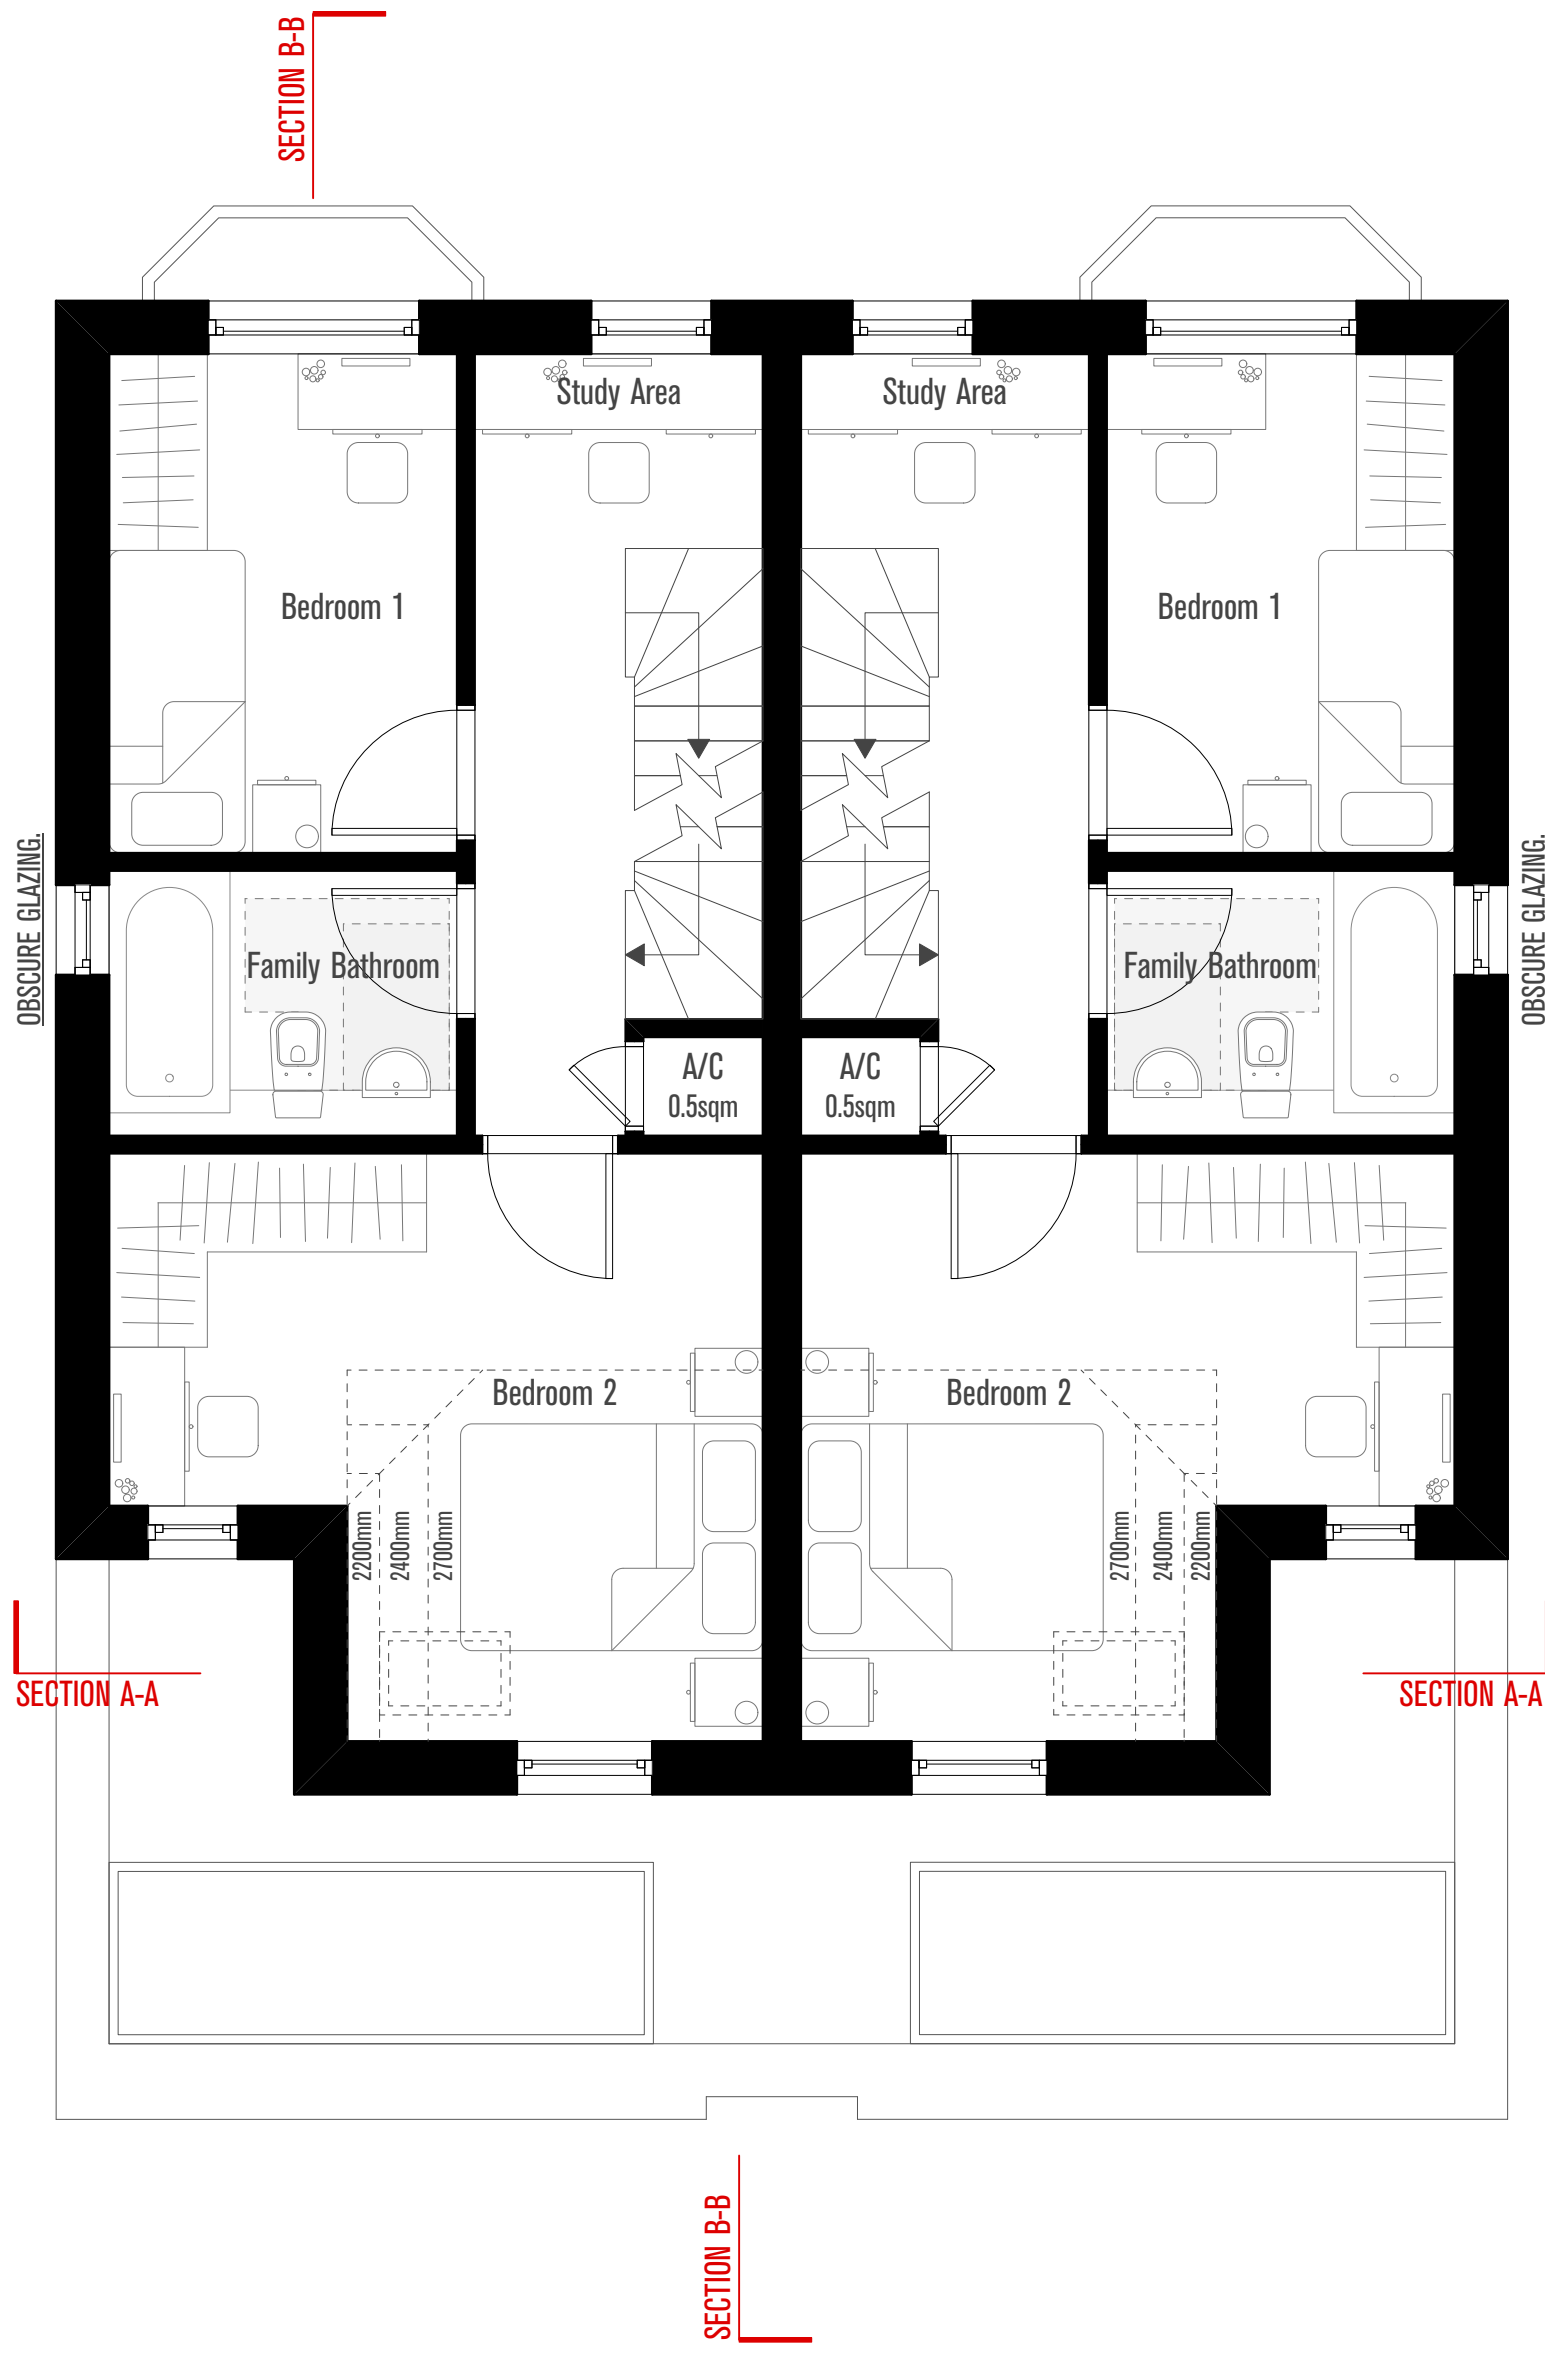 SECTION B-B
Study Area
Study Area
Bedroom 1
Bedroom 1
OBSCURE GLAZING.
OBSCURE GLAZING.
Family Bathroom
Family Bathroom
A/C
0.5sqm
A/C
0.5sqm
Bedroom 2
Bedroom 2
2200mm
2400mm
2700mm
2700mm
2400mm
2200mm
SECTION A-A
SECTION A-A
SECTION B-B